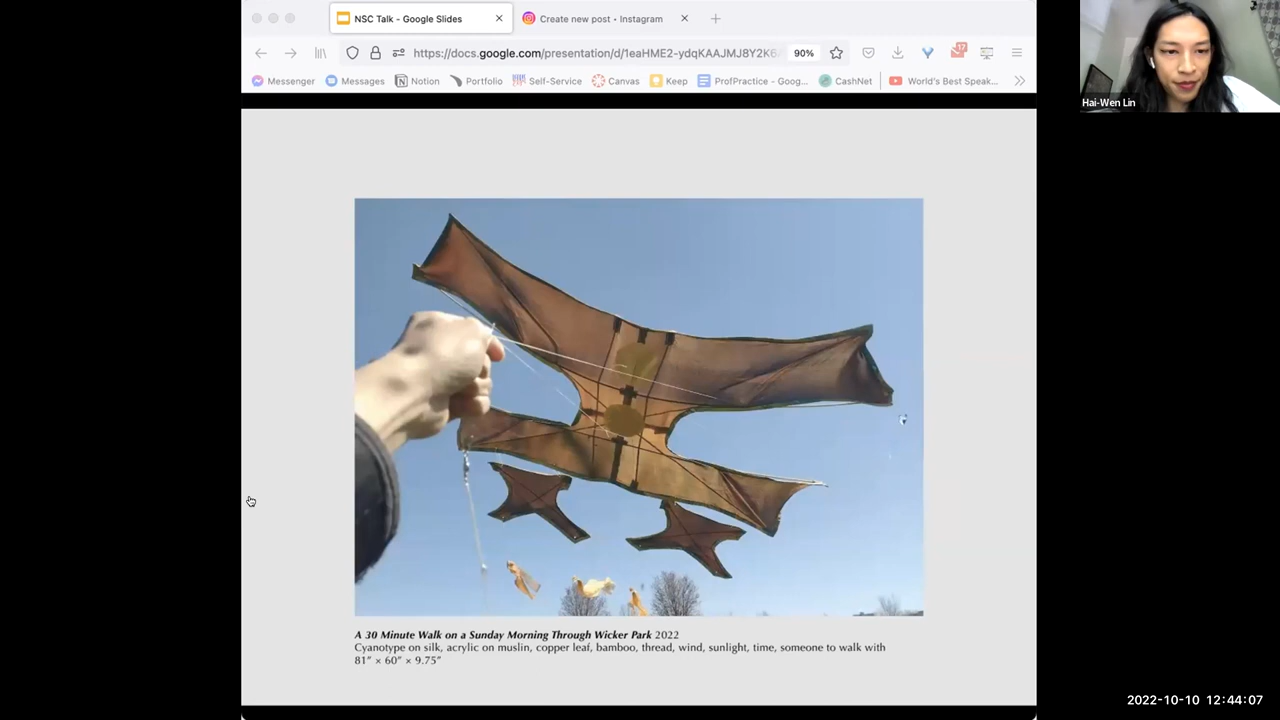 NSC Talk - Google Slides
Create new post • Instagram
https://docs.google.com/presentation/d/1eaHME2-ydqKAAJMJ8Y2K6
90%
17
Messenger
Messages
Notion
Portfolio
Self-Service
Canvas
Keep
ProfPractice - Goog...
CashNet
World's Best Speak...
Hai-Wen Lin
A 30 Minute Walk on a Sunday Morning Through Wicker Park 2022
Cyanotype on silk, acrylic on muslin, copper leaf, bamboo, thread, wind, sunlight, time, someone to walk with
81” × 60” × 9.75”
2022-10-10 12:44:07